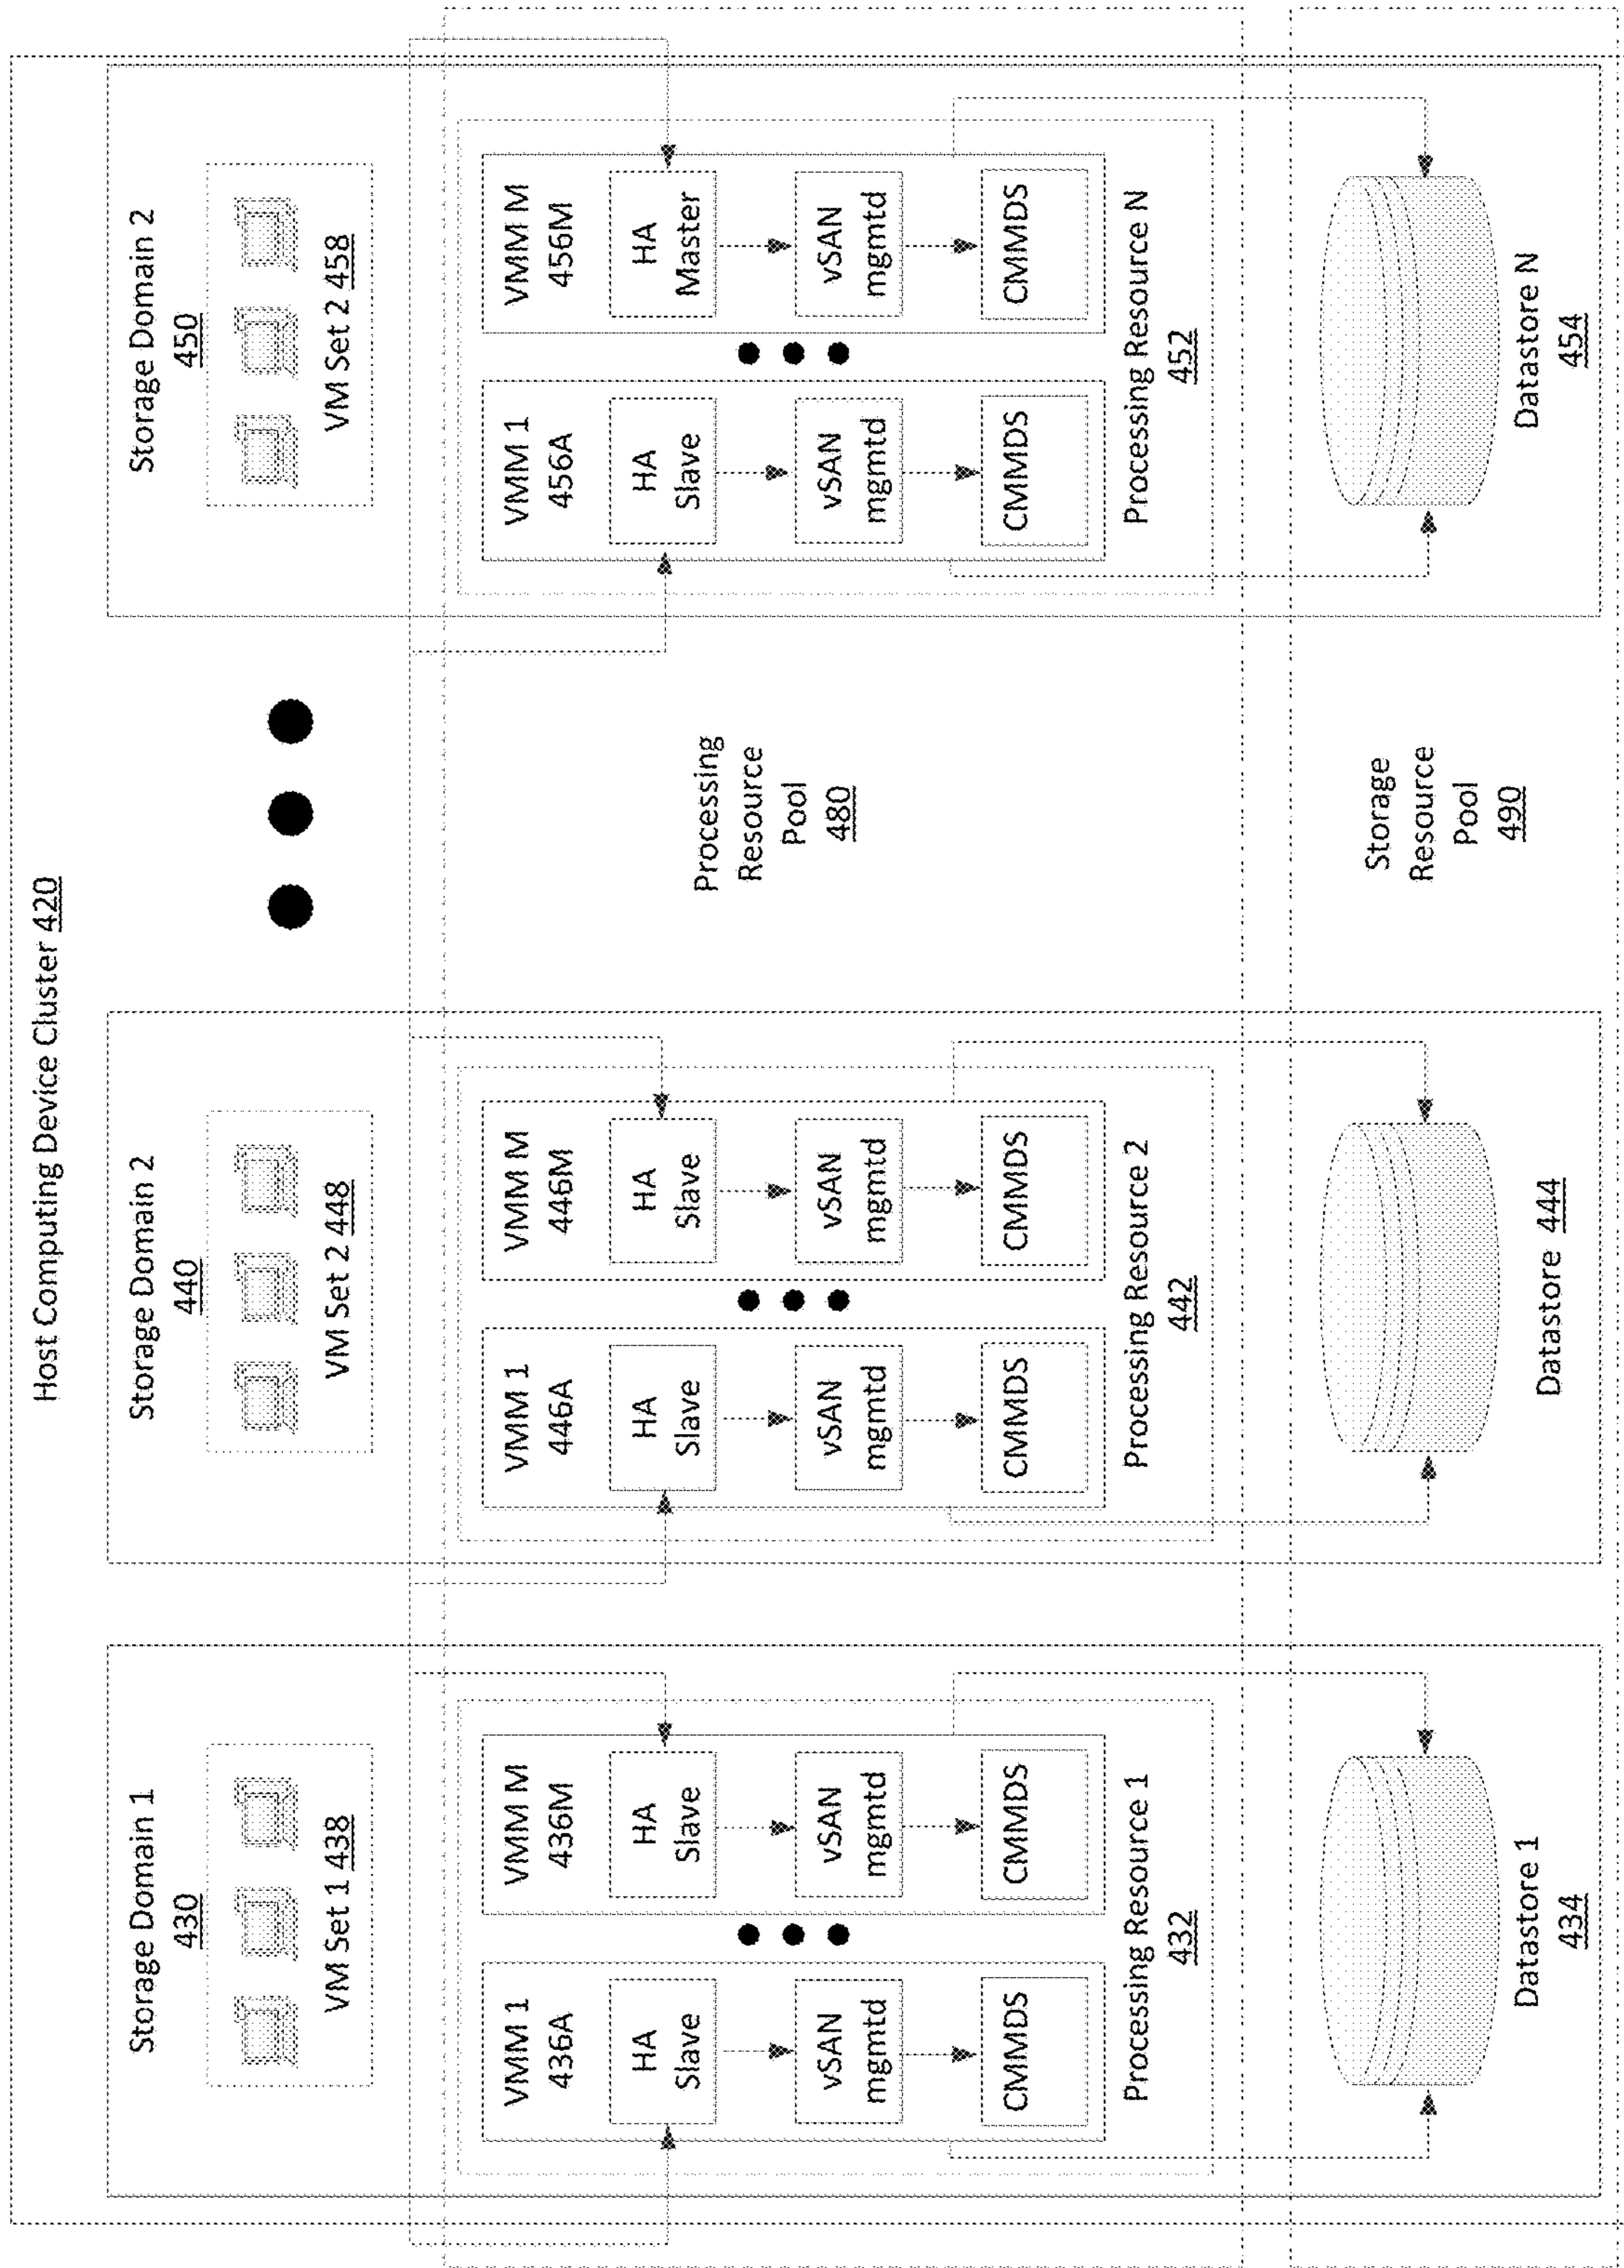 Host Computing Device Cluster 420
Storage Domain 1
430
VM Set 1 438
VMM 1
436A
HA
Slave
vSAN
mgmtd
CMMDS
VMM M
436M
HA
Slave
vSAN
mgmtd
CMMDS
Processing Resource 1
432
Datastore 1
434
Storage Domain 2
440
VM Set 2 448
VMM 1
446A
HA
Slave
vSAN
mgmtd
CMMDS
VMM M
446M
HA
Slave
vSAN
mgmtd
CMMDS
Processing Resource 2
442
Datastore 444
Processing
Resource
Pool
480
Storage
Resource
Pool
490
Storage Domain 2
450
VM Set 2 458
VMM 1
456A
HA
Slave
vSAN
mgmtd
CMMDS
VMM M
456M
HA
Master
vSAN
mgmtd
CMMDS
Processing Resource N
452
Datastore N
454